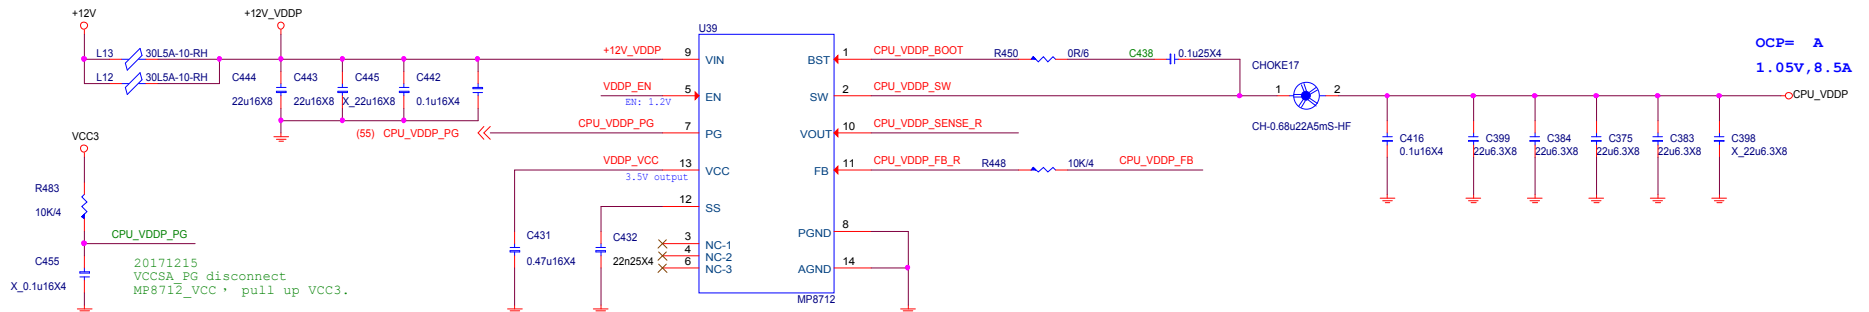 +12V
+12V_VDDP
L13 30L5A-10-RH
L12 30L5A-10-RH
C444
22u16X8
C443
22u16X8
C445
X_22u16X8
C442
0.1u16X4
(55) CPU_VDDP_PG
VCC3
R483
10K/4
CPU_VDDP_PG
C455
X_0.1u16X4
20171215
VCCSA_PG disconnect
MP8712_VCC , pull up VCC3.
U39
+12V_VDDP 9 VIN
VDDP_EN 5 EN
EN: 1.2V
CPU_VDDP_PG 7 PG
VDDP_VCC 13 VCC
3.5V output
12 SS
3 NC-1
4 NC-2
6 NC-3
C431
0.47u16X4
C432
22n25X4
BST 1 CPU_VDDP_BOOT
SW 2 CPU_VDDP_SW
VOUT 10 CPU_VDDP_SENSE_R
FB 11 CPU_VDDP_FB_R
PGND 8
AGND 14
MP8712
R450 0R/6
C438 0.1u25X4
R448 10K/4 CPU_VDDP_FB
CHOKE17
1 2
CH-0.68u22A5mS-HF
C416
0.1u16X4
C399
22u6.3X8
C384
22u6.3X8
C375
22u6.3X8
C383
22u6.3X8
C398
X_22u6.3X8
OCP= A
1.05V,8.5A
CPU_VDDP